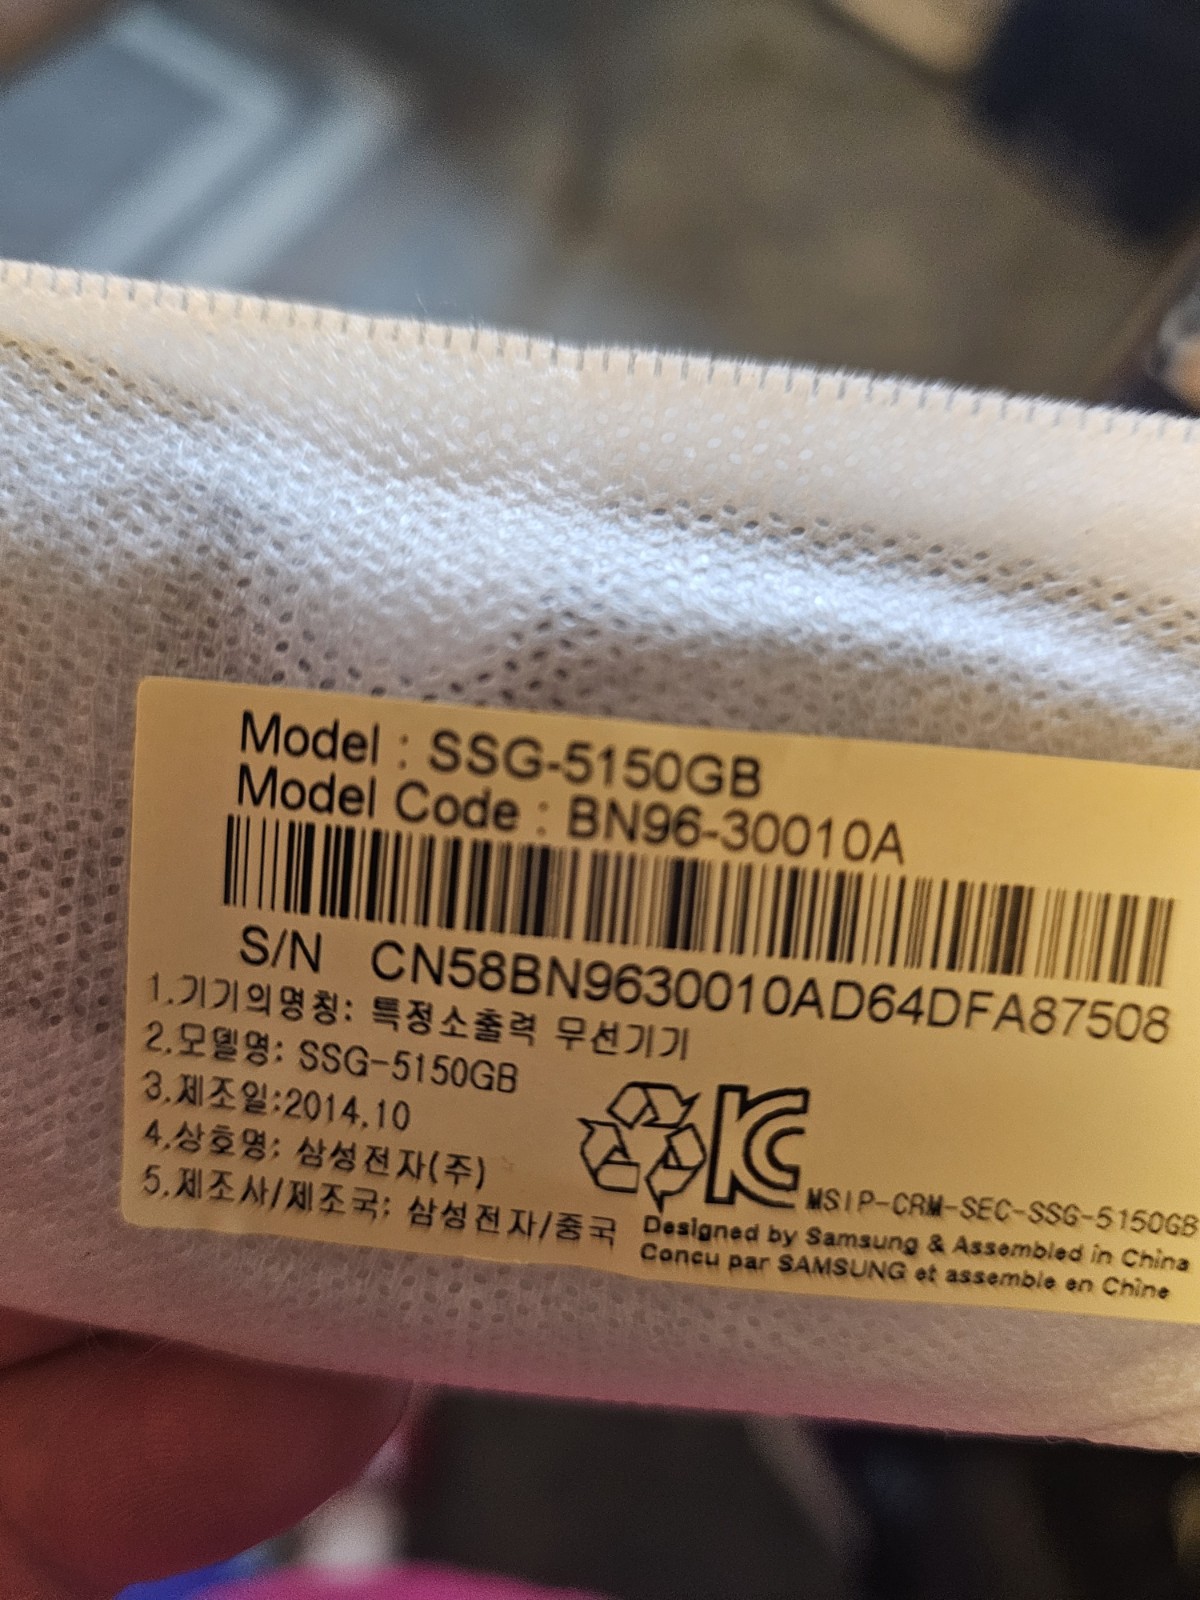 Model : SSG-5150GB
Model Code : BN96-30010A
S/N CN58BN9630010AD64DFA87508
1.기기의명칭: 특정소출력 무선기기
2.모델명: SSG-5150GB
3.제조일:2014.10
4.상호명: 삼성전자(주)
5.제조사/제조국: 삼성전자/중국
MSIP-CRM-SEC-SSG-5150GB
Designed by Samsung & Assembled in China
Concu par SAMSUNG et assemble en Chine